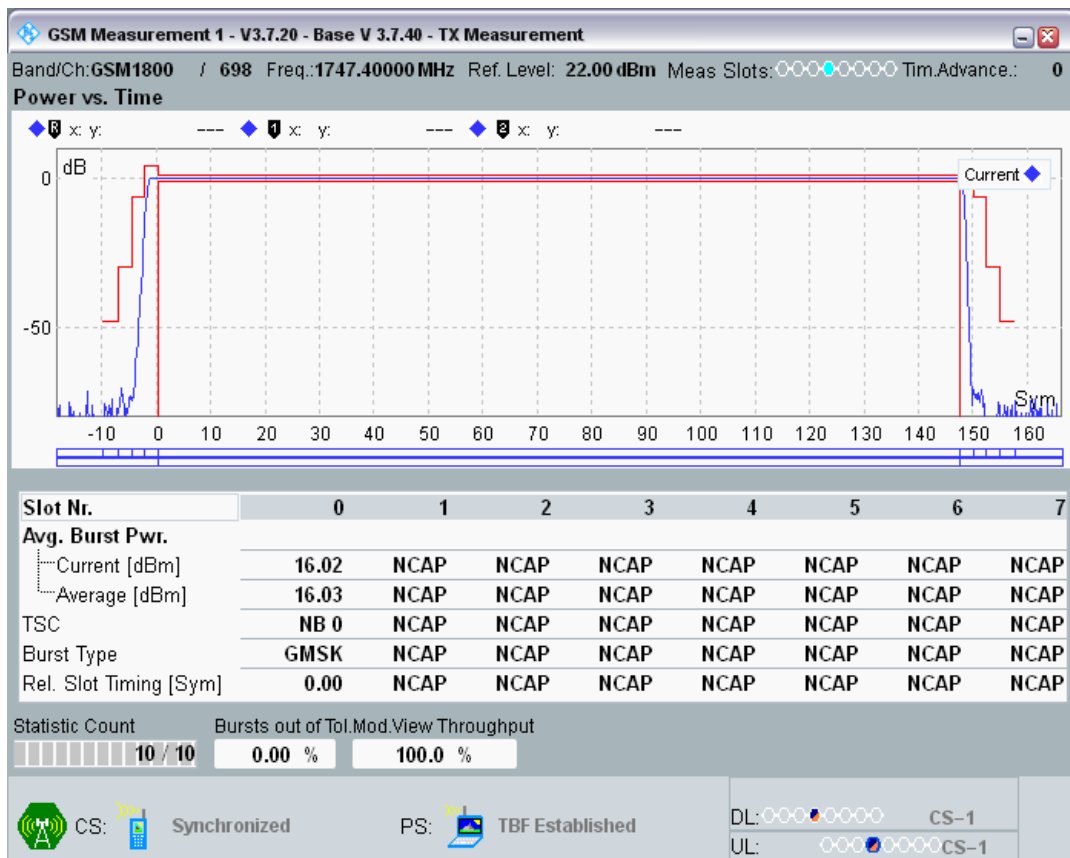 GSM Measurement 1 - V3.7.20 - Base V 3.7.40 - TX Measurement
Band/Ch:GSM1800 / 698 Freq.:1747.40000 MHz Ref. Level: 22.00 dBm Meas Slots: Tim.Advance.: 0
Power vs. Time
R x: y: --- 1 x: y: --- 2 x: y: ---
dB
Current
0
-50
Sym
-10 0 10 20 30 40 50 60 70 80 90 100 110 120 130 140 150 160
Slot Nr. 0 1 2 3 4 5 6 7
Avg. Burst Pwr.
Current [dBm] 16.02 NCAP NCAP NCAP NCAP NCAP NCAP NCAP
Average [dBm] 16.03 NCAP NCAP NCAP NCAP NCAP NCAP NCAP
TSC NB 0 NCAP NCAP NCAP NCAP NCAP NCAP NCAP
Burst Type GMSK NCAP NCAP NCAP NCAP NCAP NCAP NCAP
Rel. Slot Timing [Sym] 0.00 NCAP NCAP NCAP NCAP NCAP NCAP NCAP
Statistic Count Bursts out of Tol.Mod.View Throughput
10 / 10 0.00 % 100.0 %
CS: Synchronized PS: TBF Established
DL: CS-1
UL: CS-1